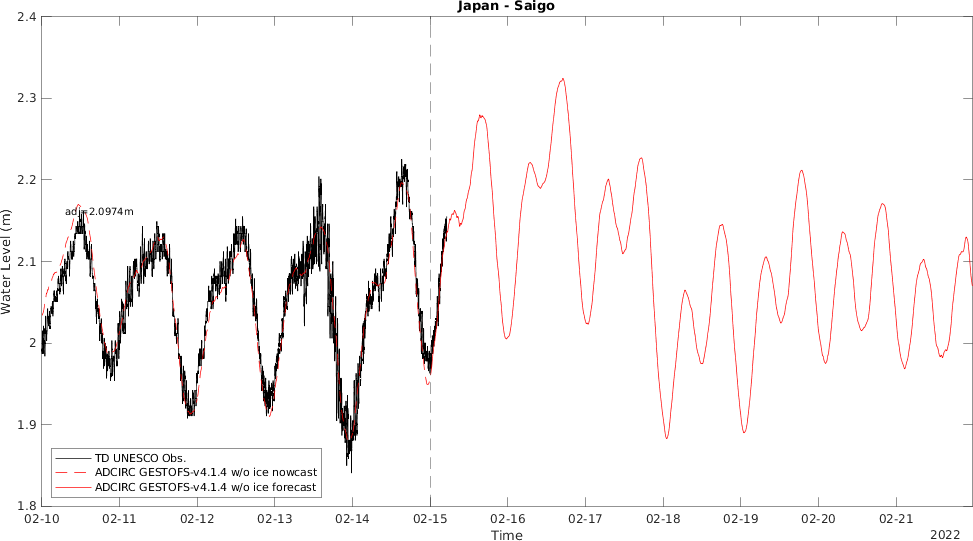 Japan - Saigo
2.4
2.3
2.2
2.1
2
1.9
1.8
Water Level (m)
adj=2.0974m
TD UNESCO Obs.
ADCIRC GESTOFS-v4.1.4 w/o ice nowcast
ADCIRC GESTOFS-v4.1.4 w/o ice forecast
02-10 02-11 02-12 02-13 02-14 02-15 02-16 02-17 02-18 02-19 02-20 02-21
Time
2022